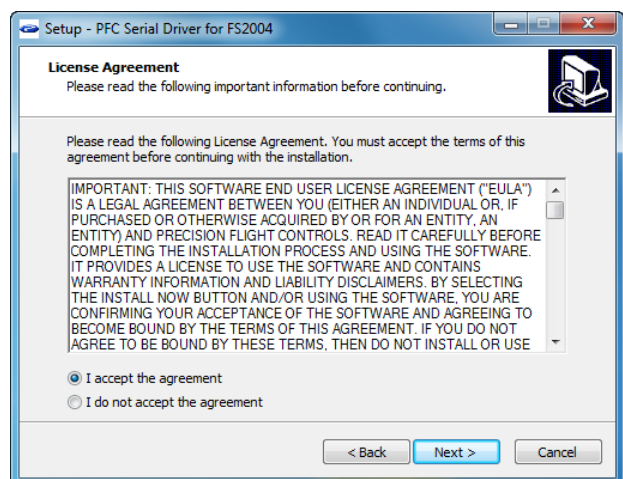 Setup - PFC Serial Driver for FS2004
License Agreement
Please read the following important information before continuing.
Please read the following License Agreement. You must accept the terms of this
agreement before continuing with the installation.
IMPORTANT: THIS SOFTWARE END USER LICENSE AGREEMENT ("EULA")
IS A LEGAL AGREEMENT BETWEEN YOU (EITHER AN INDIVIDUAL OR, IF
PURCHASED OR OTHERWISE ACQUIRED BY OR FOR AN ENTITY, AN
ENTITY) AND PRECISION FLIGHT CONTROLS. READ IT CAREFULLY BEFORE
COMPLETING THE INSTALLATION PROCESS AND USING THE SOFTWARE.
IT PROVIDES A LICENSE TO USE THE SOFTWARE AND CONTAINS
WARRANTY INFORMATION AND LIABILITY DISCLAIMERS. BY SELECTING
THE INSTALL NOW BUTTON AND/OR USING THE SOFTWARE, YOU ARE
CONFIRMING YOUR ACCEPTANCE OF THE SOFTWARE AND AGREEING TO
BECOME BOUND BY THE TERMS OF THIS AGREEMENT. IF YOU DO NOT
AGREE TO BE BOUND BY THESE TERMS, THEN DO NOT INSTALL OR USE
I accept the agreement
I do not accept the agreement
< Back Next > Cancel